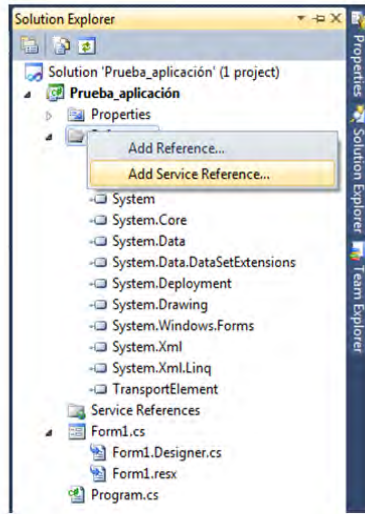 Solution Explorer
Solution 'Prueba_aplicación' (1 project)
Prueba_aplicación
Properties
Add Reference...
Add Service Reference...
System
System.Core
System.Data
System.Data.DataSetExtensions
System.Deployment
System.Drawing
System.Windows.Forms
System.Xml
System.Xml.Linq
TransportElement
Service References
Form1.cs
Form1.Designer.cs
Form1.resx
Program.cs
Properties
Solution Explorer
Team Explorer